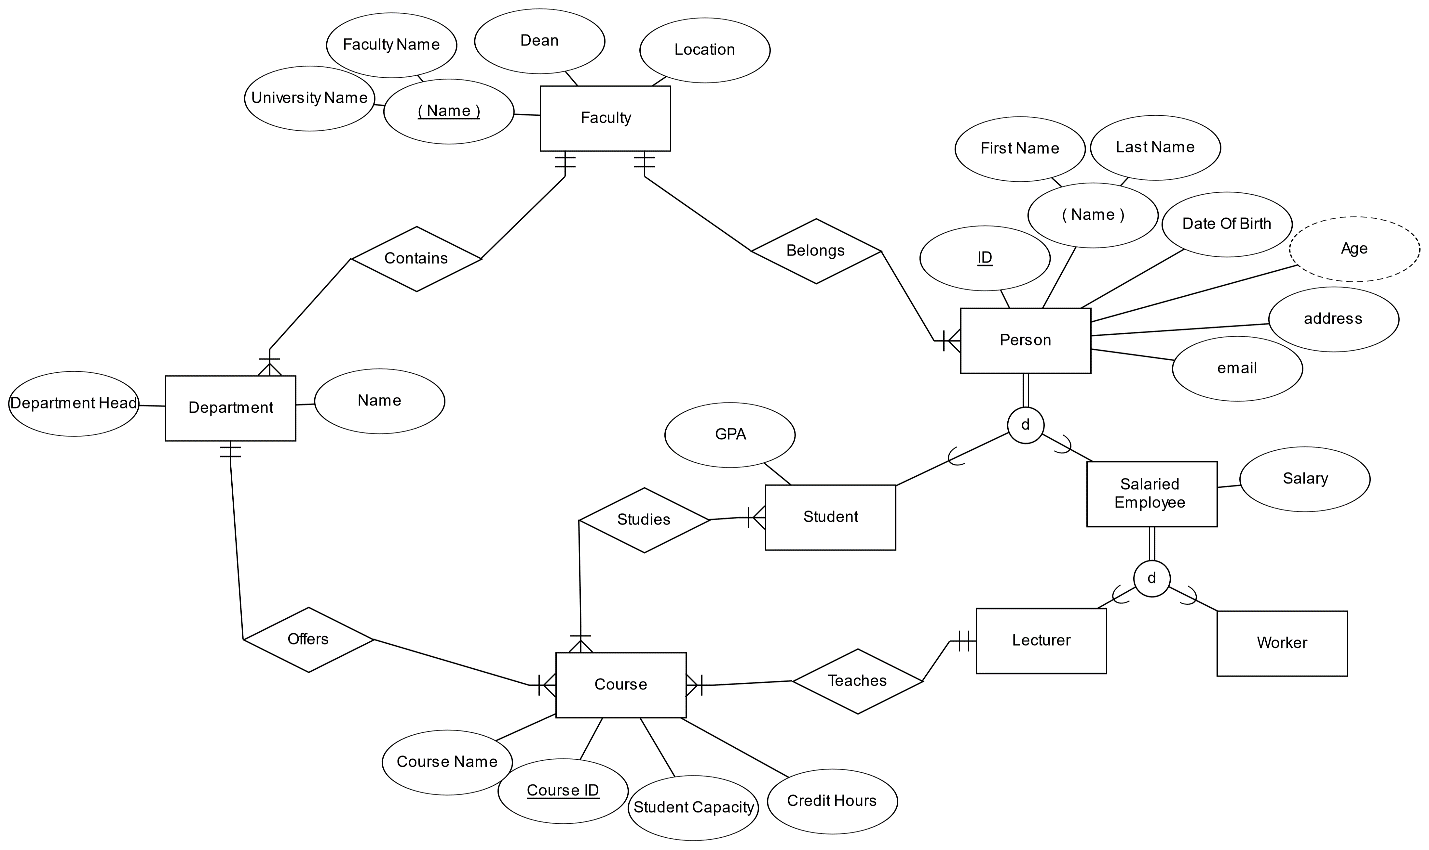 Faculty Name
Dean
Location
University Name
( Name )
Faculty
First Name
Last Name
( Name )
Date Of Birth
Age
ID
Contains
Belongs
address
Person
email
Department Head
Department
Name
d
GPA
Salaried
Employee
Salary
Studies
Student
d
Offers
Lecturer
Worker
Course
Teaches
Course Name
Course ID
Student Capacity
Credit Hours